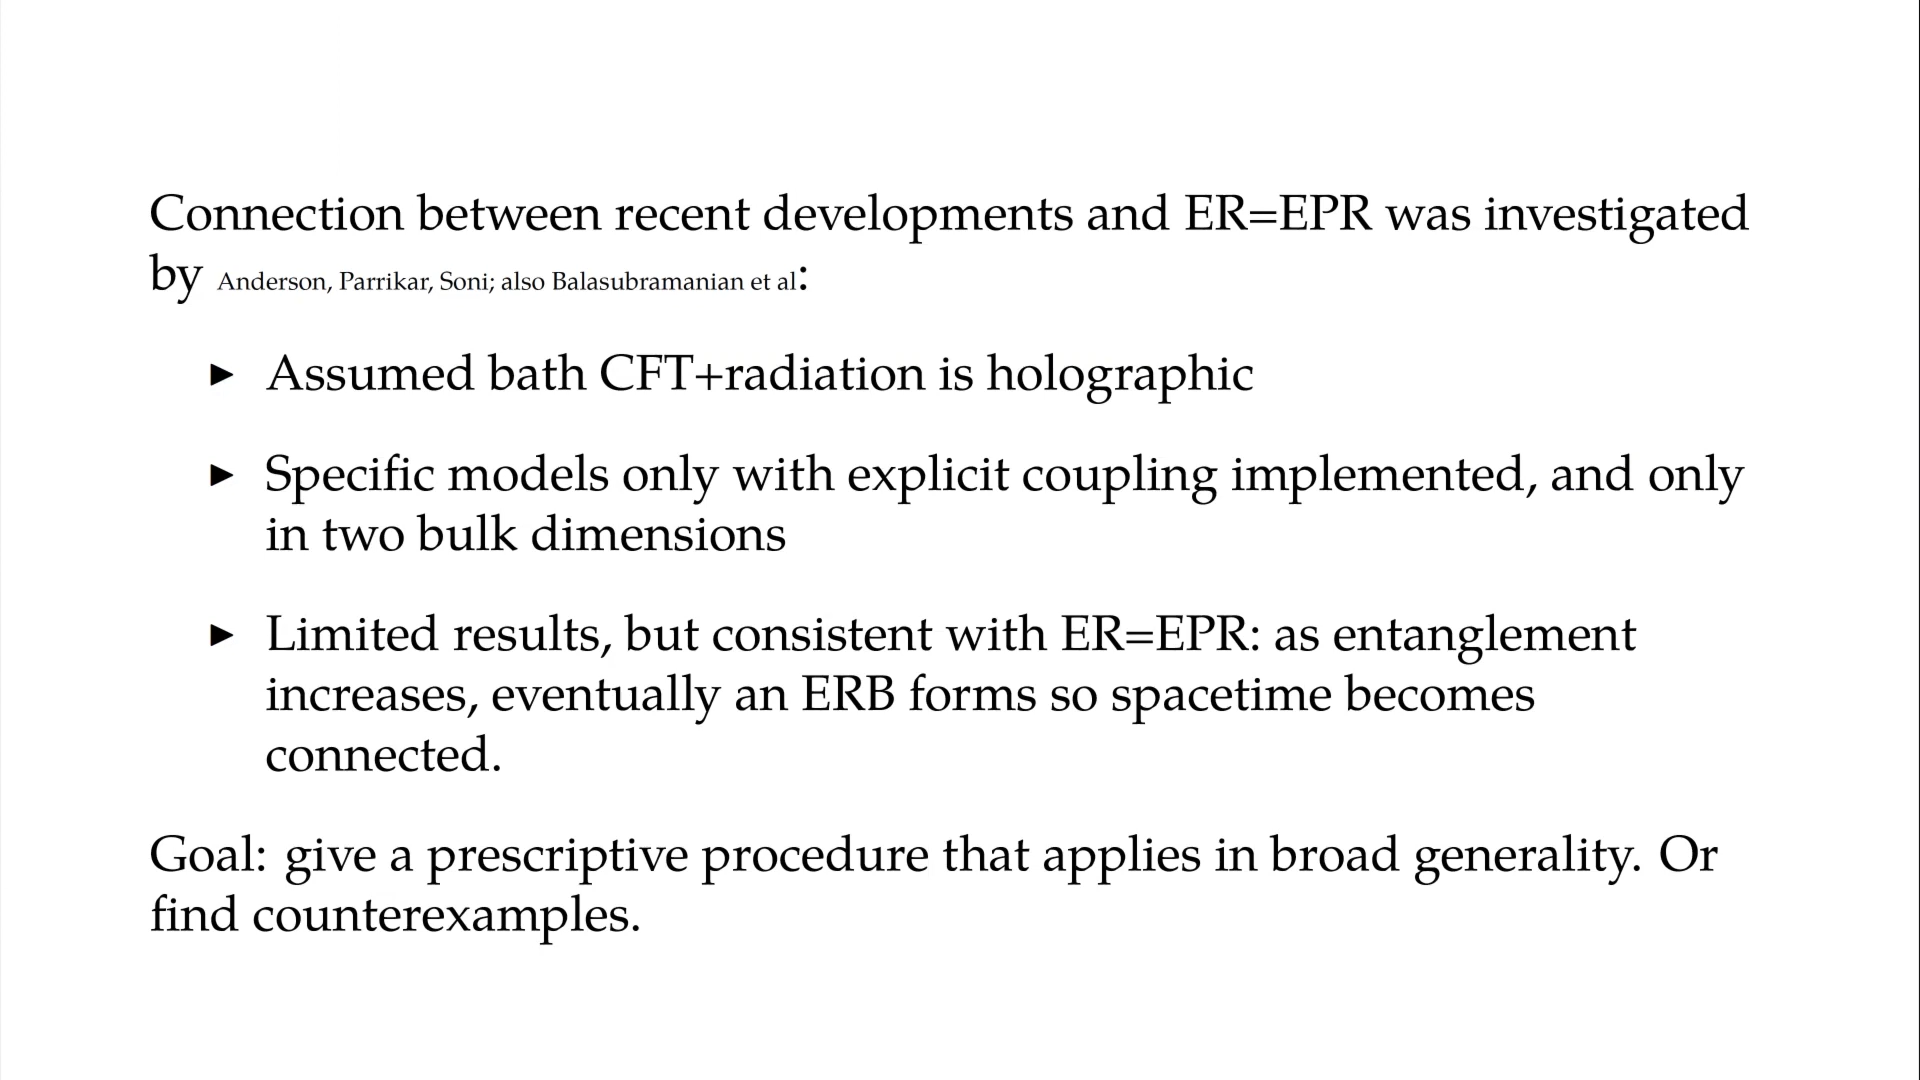 Connection between recent developments and ER=EPR was investigated
by Anderson, Parrikar, Soni; also Balasubramanian et al:
▶ Assumed bath CFT+radiation is holographic
▶ Specific models only with explicit coupling implemented, and only
in two bulk dimensions
▶ Limited results, but consistent with ER=EPR: as entanglement
increases, eventually an ERB forms so spacetime becomes
connected.
Goal: give a prescriptive procedure that applies in broad generality. Or
find counterexamples.